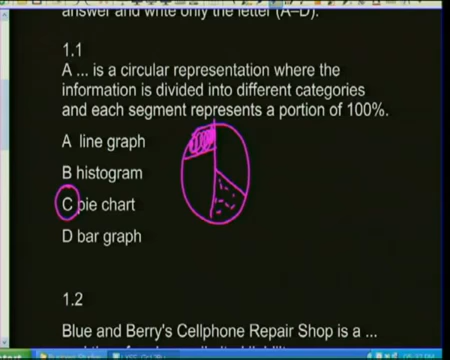 answer and write only the letter (A–D).
1.1
A ... is a circular representation where the
information is divided into different categories
and each segment represents a portion of 100%.
A line graph
B histogram
C pie chart
D bar graph
1.2
Blue and Berry's Cellphone Repair Shop is a ...